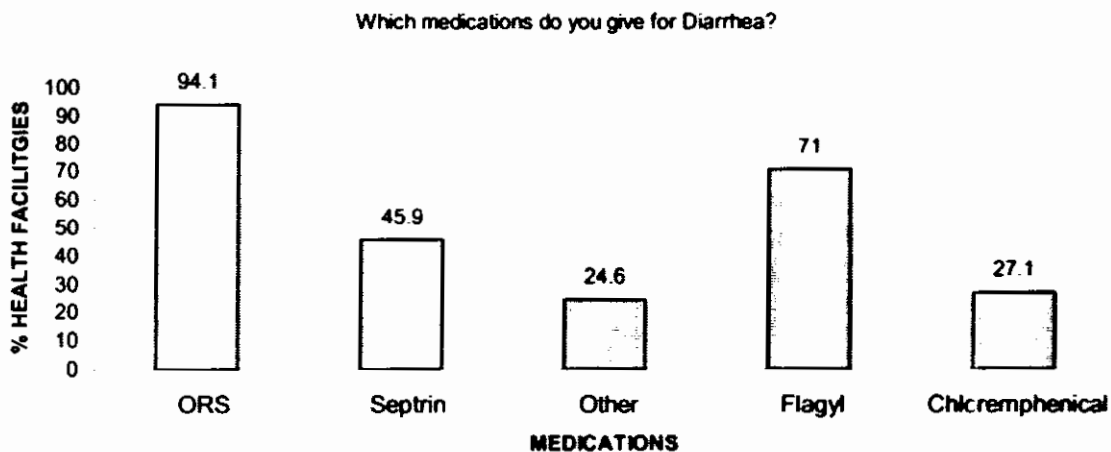 Which medications do you give for Diarrhea?
% HEALTH FACILITGIES
100
90
80
70
60
50
40
30
20
10
0
94.1
45.9
24.6
71
27.1
ORS
Septrin
Other
Flagyl
Chlcremphenical
MEDICATIONS